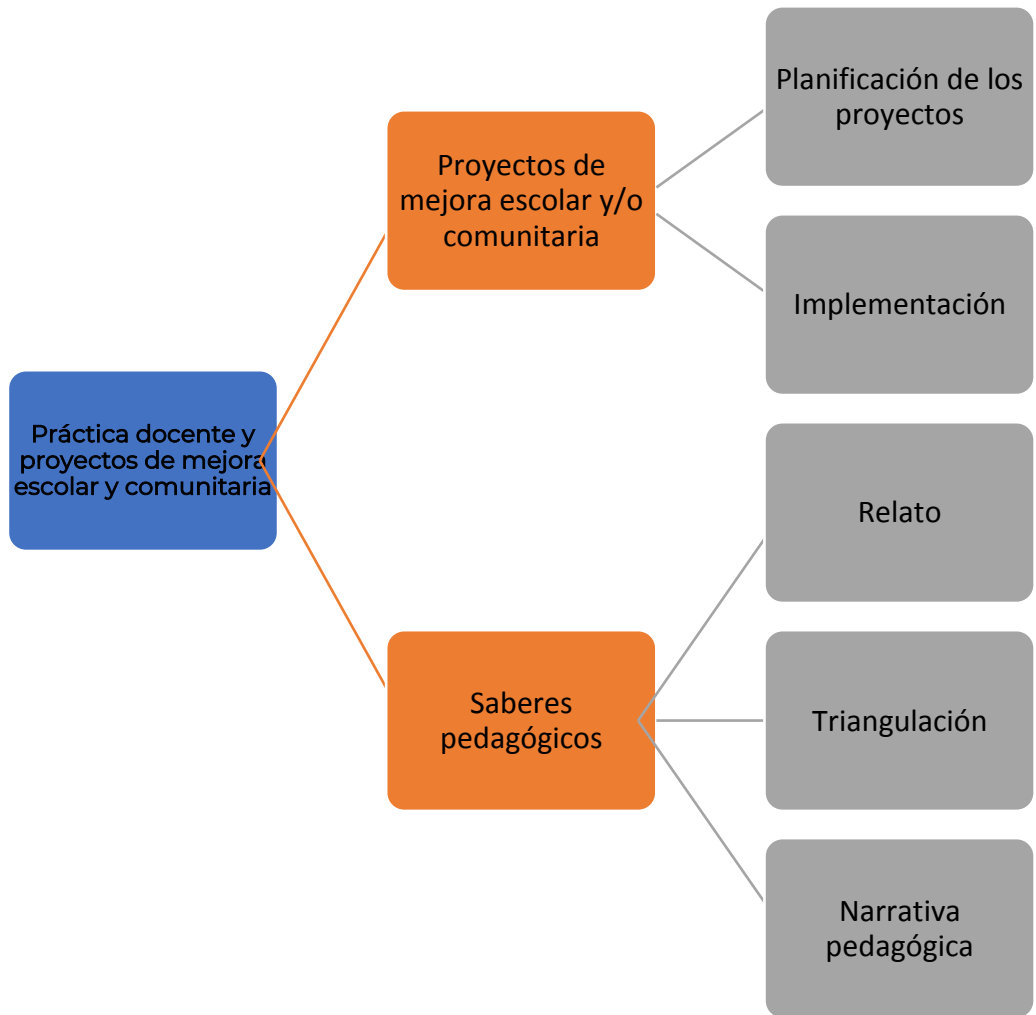 Planificación de los
proyectos
Proyectos de
mejora escolar y/o
comunitaria
Implementación
Práctica docente y
proyectos de mejora
escolar y comunitaria
Relato
Saberes
pedagógicos
Triangulación
Narrativa
pedagógica